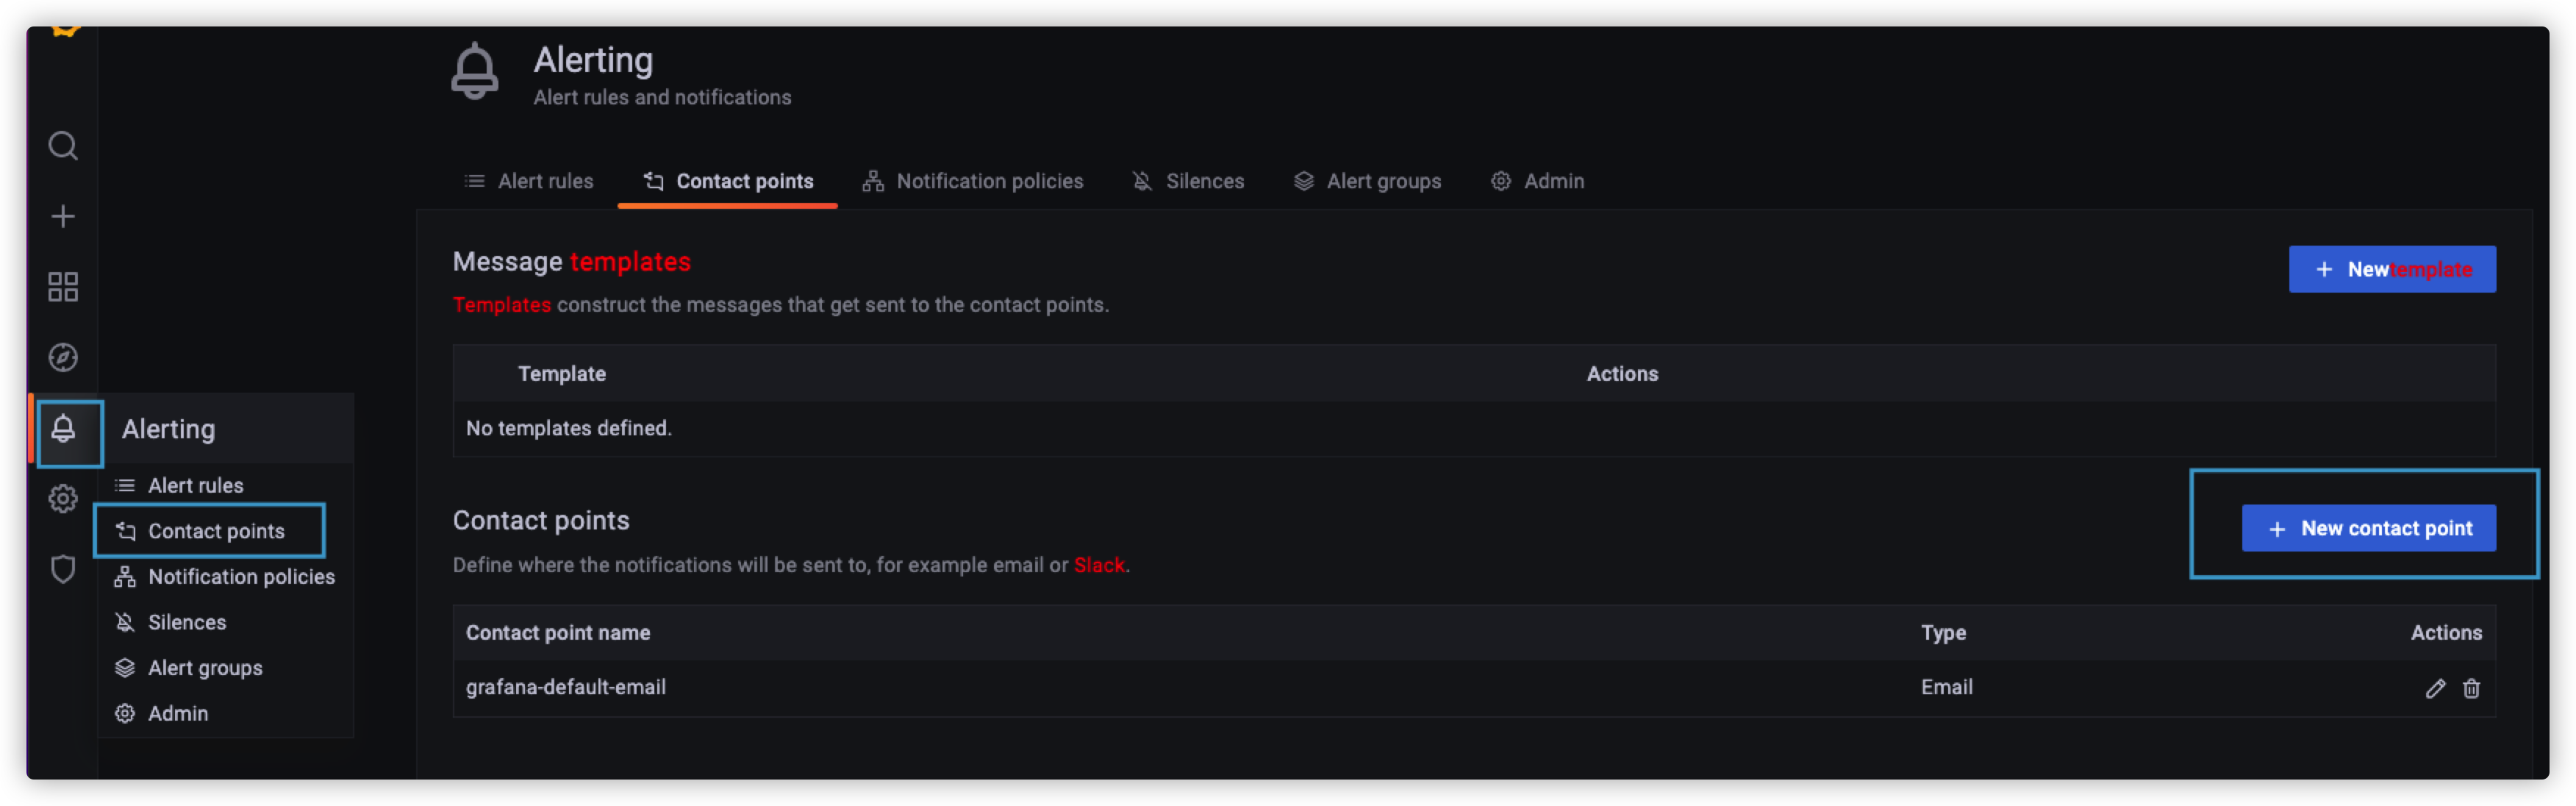 Alerting
Alert rules and notifications
Alert rules
Contact points
Notification policies
Silences
Alert groups
Admin
Message templates
+ Newtemplate
Templates construct the messages that get sent to the contact points.
Template Actions
No templates defined.
Alerting
Alert rules
Contact points
Notification policies
Silences
Alert groups
Admin
Contact points
+ New contact point
Define where the notifications will be sent to, for example email or Slack.
Contact point name Type Actions
grafana-default-email Email